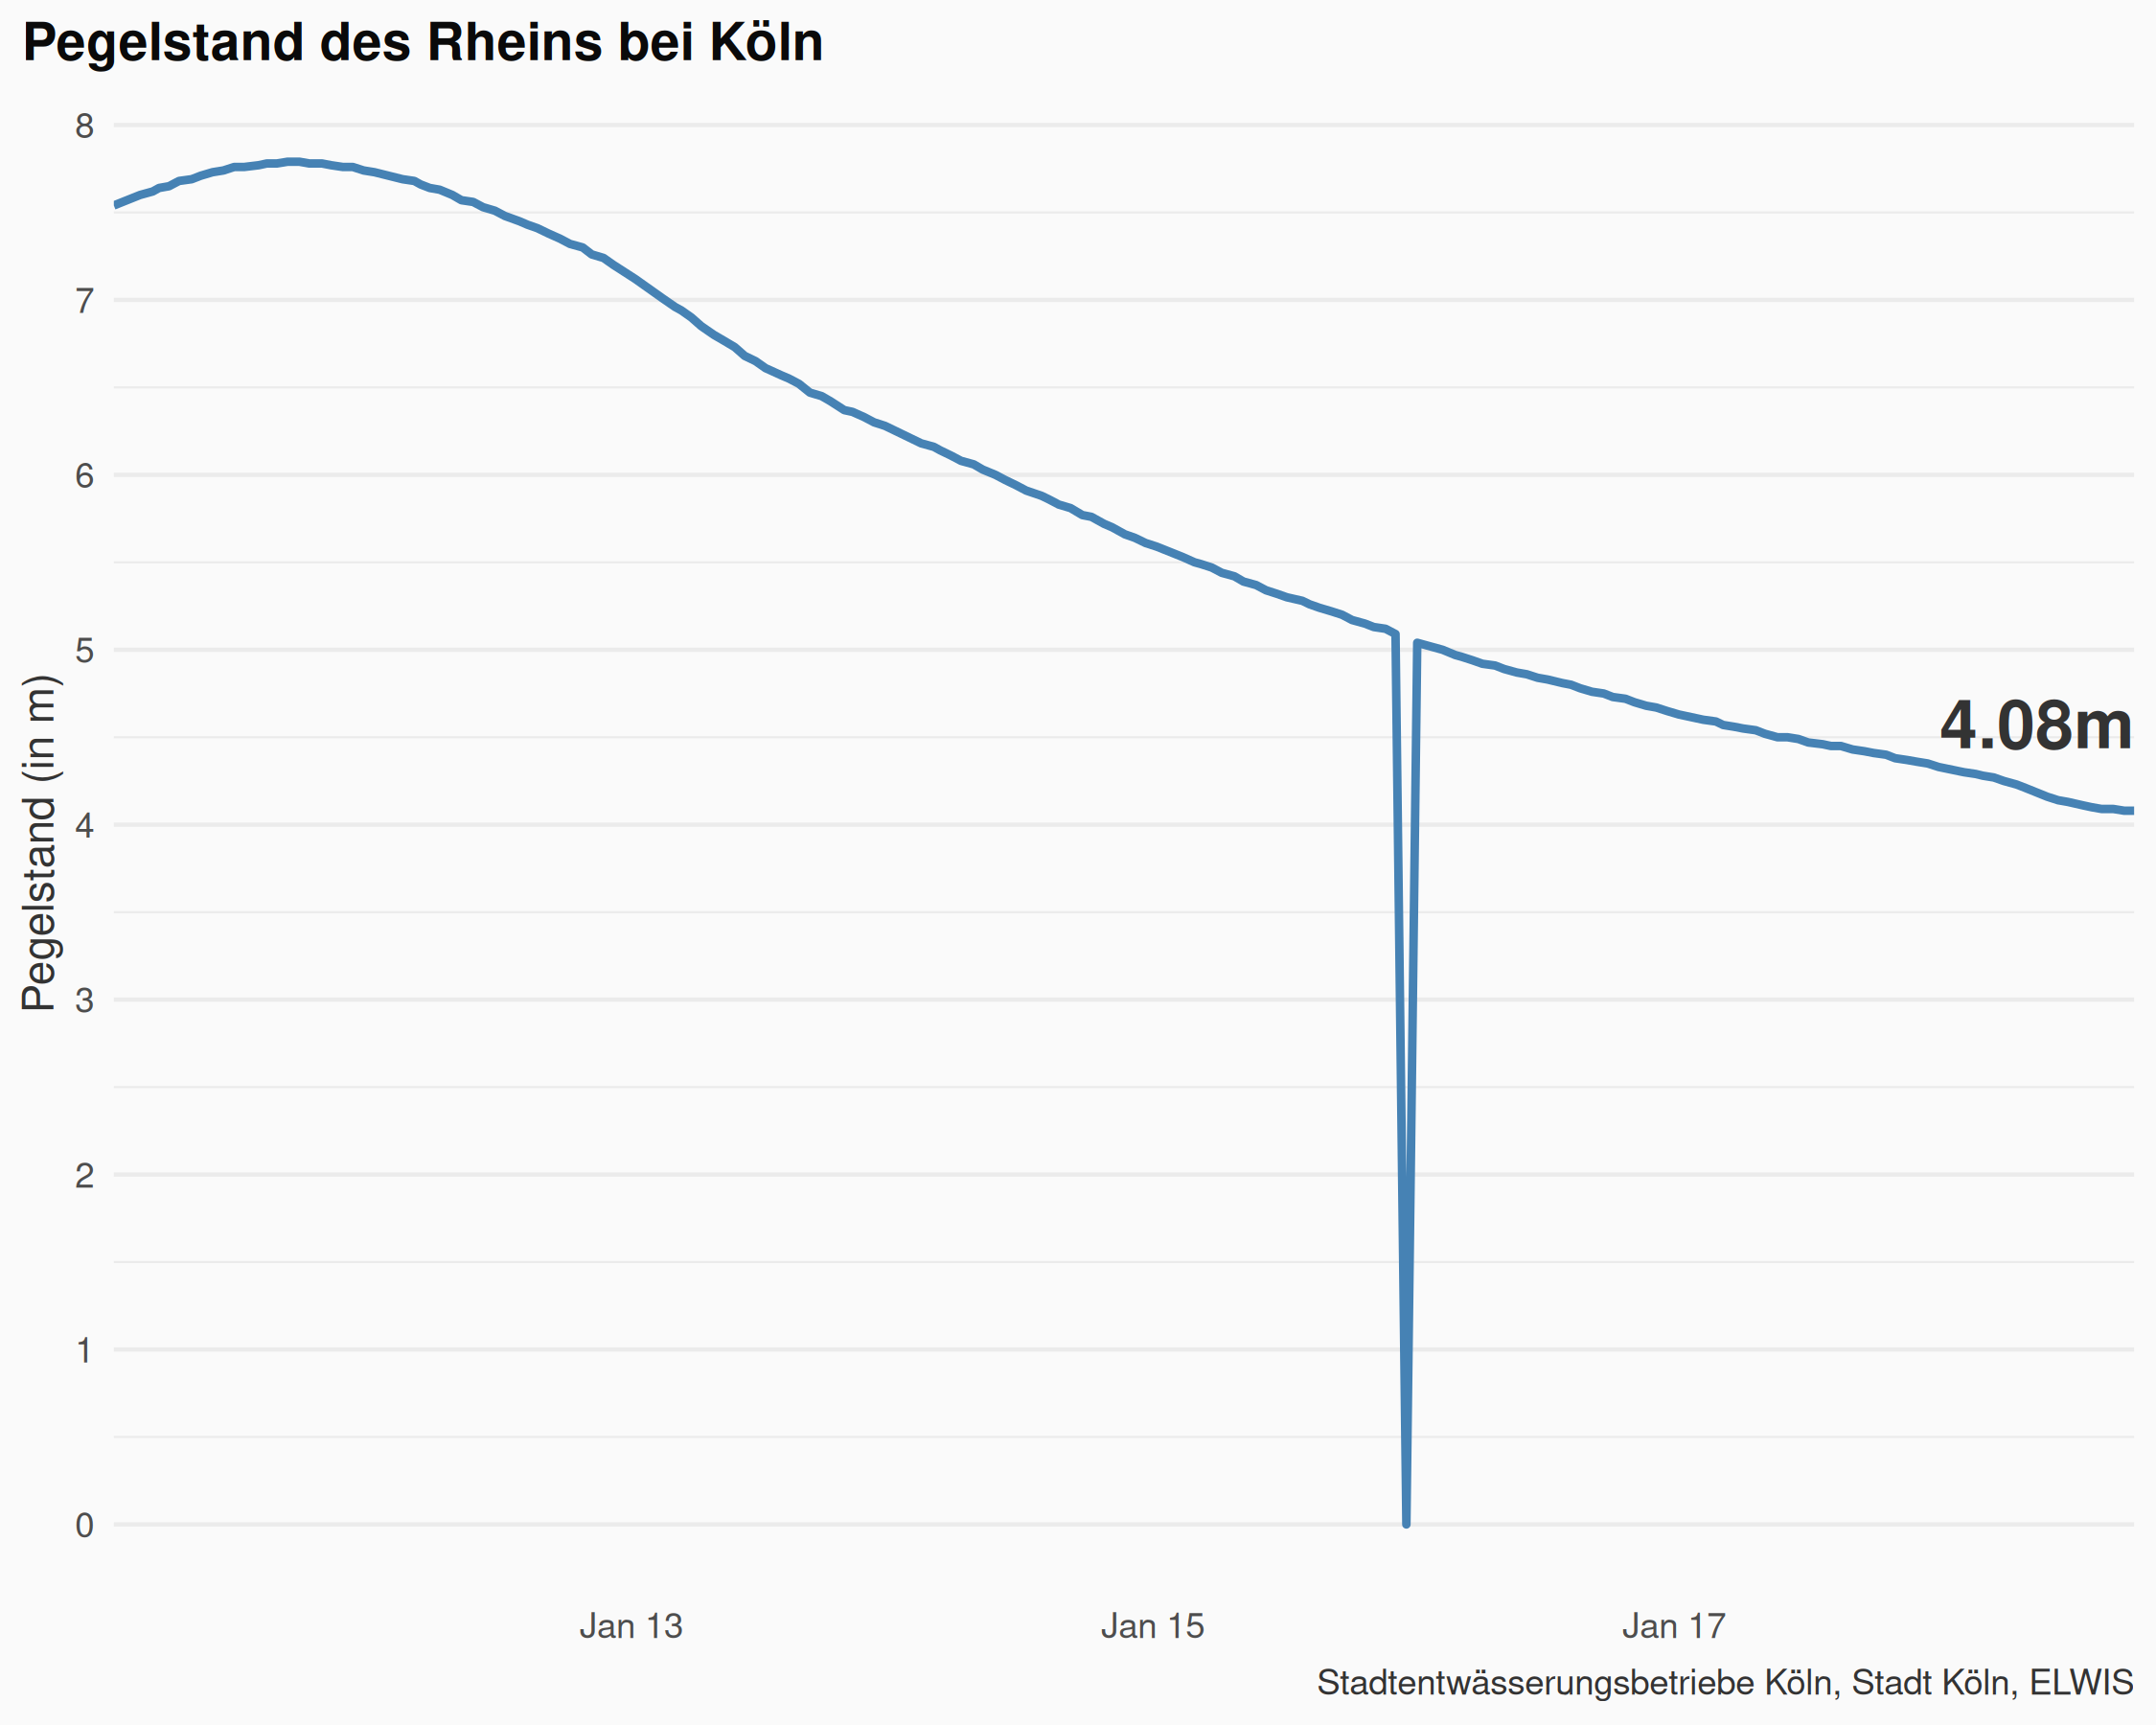 Pegelstand des Rheins bei Köln
8
7
6
5
4
3
2
1
0
Pegelstand (in m)
4.08m
Jan 13
Jan 15
Jan 17
Stadtentwässerungsbetriebe Köln, Stadt Köln, ELWIS